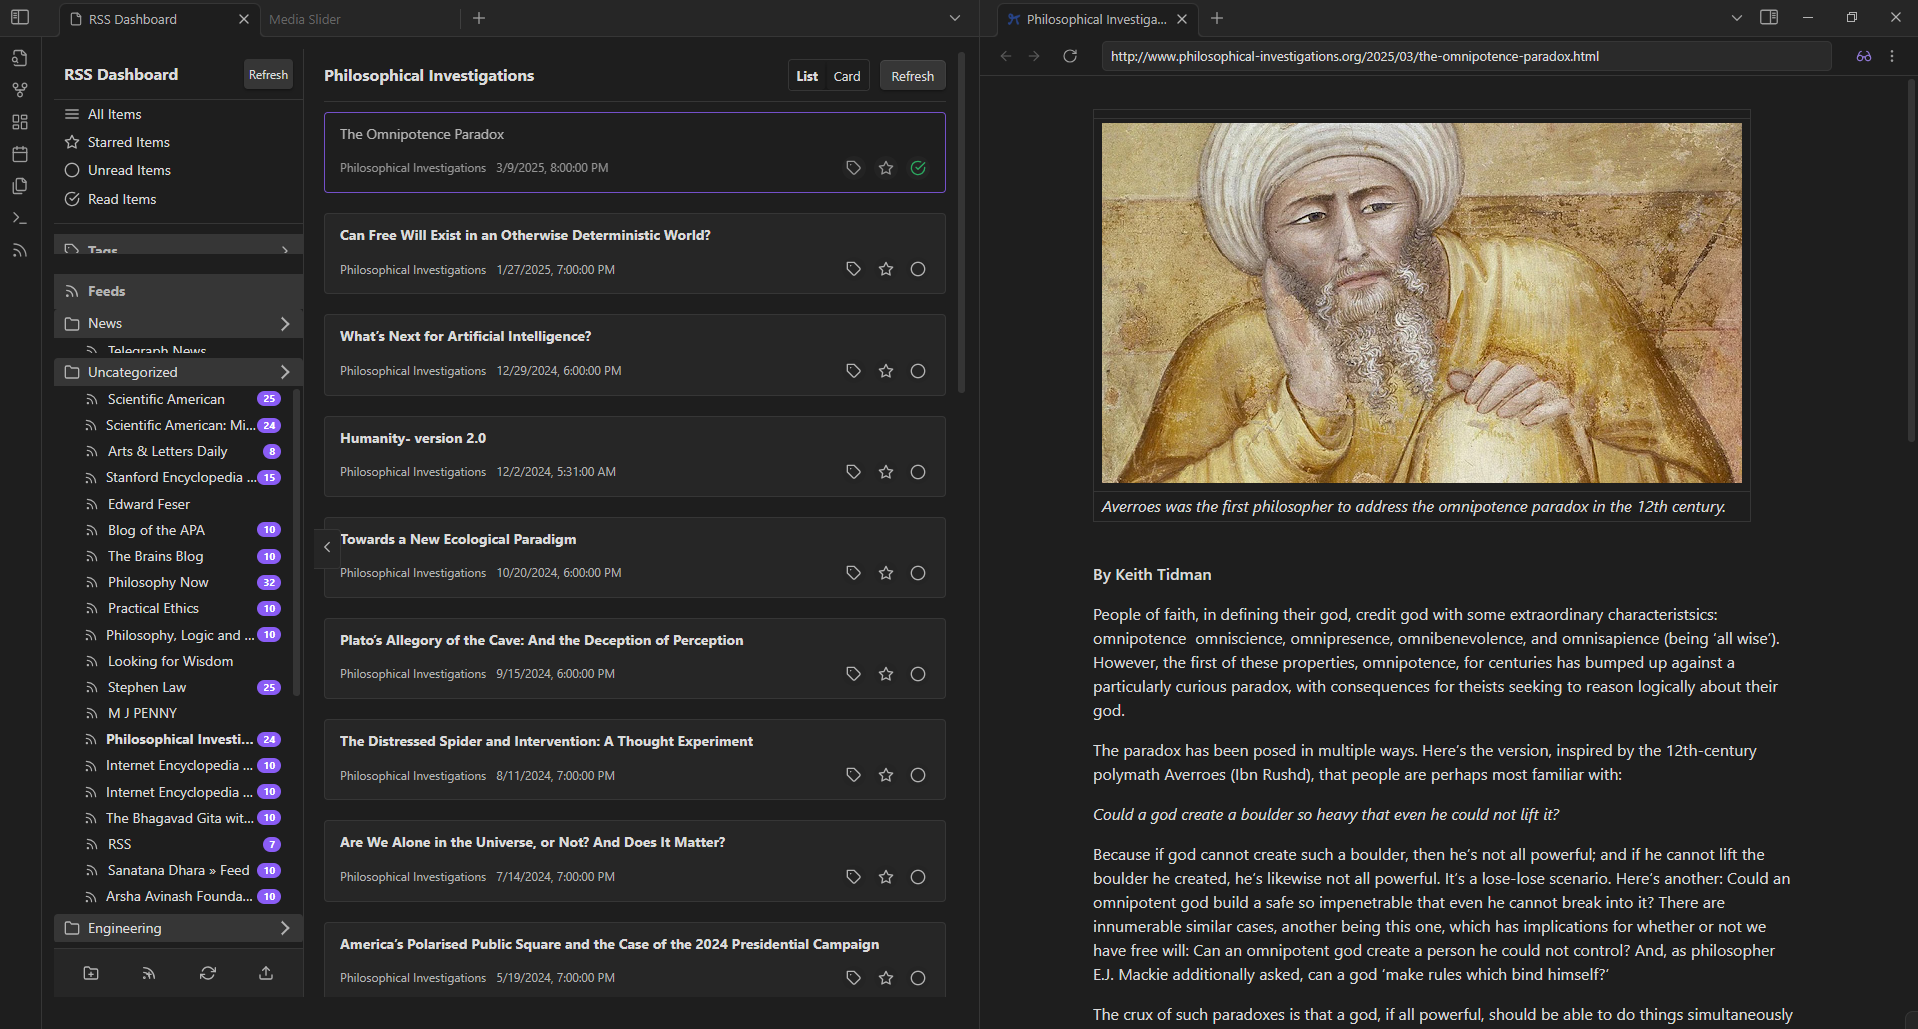 RSS Dashboard
Media Slider
Philosophical Investiga...
http://www.philosophical-investigations.org/2025/03/the-omnipotence-paradox.html
RSS Dashboard
Refresh
All Items
Starred Items
Unread Items
Read Items
Tags
Feeds
News
Telegraph News
Uncategorized
Scientific American 25
Scientific American: Mi... 24
Arts & Letters Daily 8
Stanford Encyclopedia ... 15
Edward Feser
Blog of the APA 10
The Brains Blog 10
Philosophy Now 32
Practical Ethics 10
Philosophy, Logic and ... 10
Looking for Wisdom
Stephen Law 25
M J PENNY
Philosophical Investi... 24
Internet Encyclopedia ... 10
Internet Encyclopedia ... 10
The Bhagavad Gita wit... 10
RSS 7
Sanatana Dhara » Feed 10
Arsha Avinash Founda... 10
Engineering
Philosophical Investigations
List Card Refresh
The Omnipotence Paradox
Philosophical Investigations 3/9/2025, 8:00:00 PM
Can Free Will Exist in an Otherwise Deterministic World?
Philosophical Investigations 1/27/2025, 7:00:00 PM
What’s Next for Artificial Intelligence?
Philosophical Investigations 12/29/2024, 6:00:00 PM
Humanity- version 2.0
Philosophical Investigations 12/2/2024, 5:31:00 AM
Towards a New Ecological Paradigm
Philosophical Investigations 10/20/2024, 6:00:00 PM
Plato’s Allegory of the Cave: And the Deception of Perception
Philosophical Investigations 9/15/2024, 6:00:00 PM
The Distressed Spider and Intervention: A Thought Experiment
Philosophical Investigations 8/11/2024, 7:00:00 PM
Are We Alone in the Universe, or Not? And Does It Matter?
Philosophical Investigations 7/14/2024, 7:00:00 PM
America’s Polarised Public Square and the Case of the 2024 Presidential Campaign
Philosophical Investigations 5/19/2024, 7:00:00 PM
Averroes was the first philosopher to address the omnipotence paradox in the 12th century.
By Keith Tidman
People of faith, in defining their god, credit god with some extraordinary characteristsics:
omnipotence omniscience, omnipresence, omnibenevolence, and omnisapience (being ‘all wise’).
However, the first of these properties, omnipotence, for centuries has bumped up against a
particularly curious paradox, with consequences for theists seeking to reason logically about their
god.
The paradox has been posed in multiple ways. Here’s the version, inspired by the 12th-century
polymath Averroes (Ibn Rushd), that people are perhaps most familiar with:
Could a god create a boulder so heavy that even he could not lift it?
Because if god cannot create such a boulder, then he’s not all powerful; and if he cannot lift the
boulder he created, he’s likewise not all powerful. It’s a lose-lose scenario. Here’s another: Could an
omnipotent god build a safe so impenetrable that even he cannot break into it? There are
innumerable similar cases, another being this one, which has implications for whether or not we
have free will: Can an omnipotent god create a person he could not control? And, as philosopher
E.J. Mackie additionally asked, can a god ‘make rules which bind himself?’
The crux of such paradoxes is that a god, if all powerful, should be able to do things simultaneously